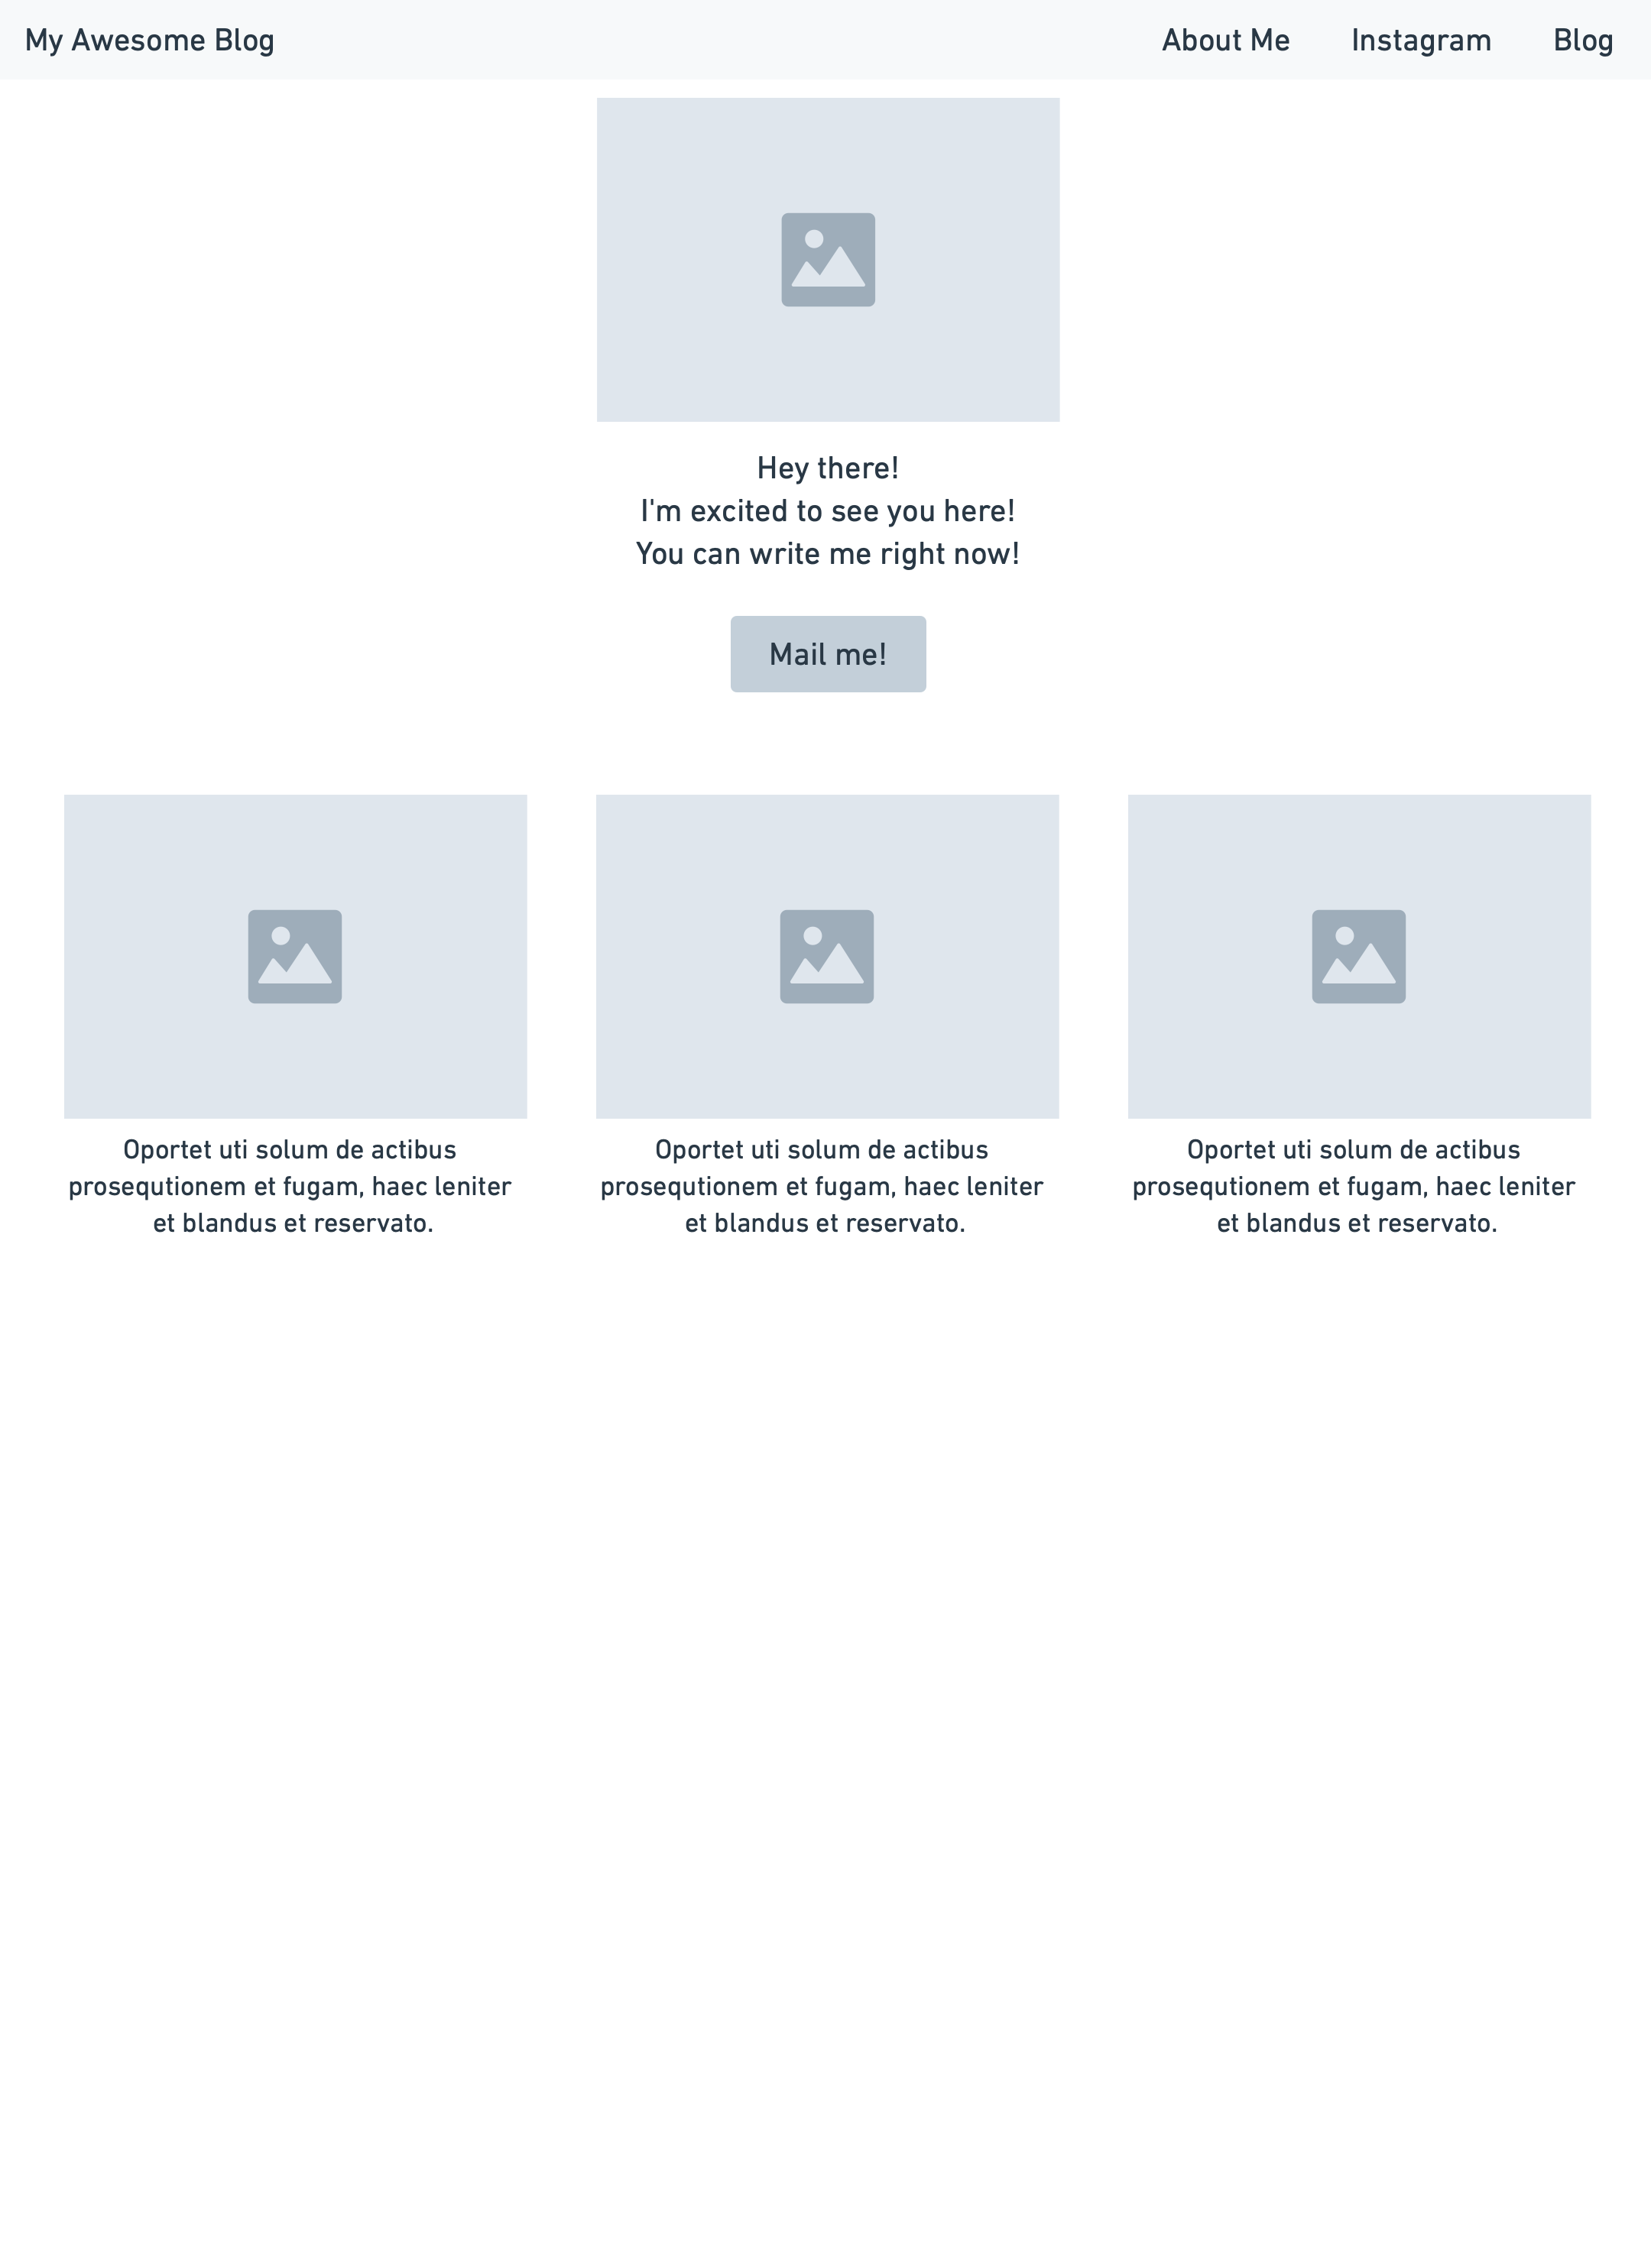 My Awesome Blog
About Me
Instagram
Blog
Hey there!
I'm excited to see you here!
You can write me right now!
Mail me!
Oportet uti solum de actibus
prosequtionem et fugam, haec leniter
et blandus et reservato.
Oportet uti solum de actibus
prosequtionem et fugam, haec leniter
et blandus et reservato.
Oportet uti solum de actibus
prosequtionem et fugam, haec leniter
et blandus et reservato.